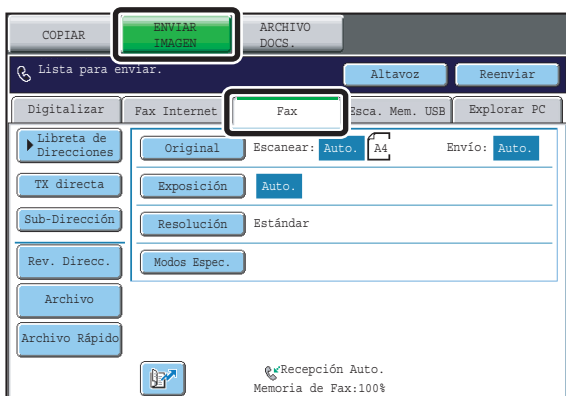 COPIAR
ENVIAR
IMAGEN
ARCHIVO
DOCS.
Lista para enviar.
Altavoz
Reenviar
Digitalizar
Fax Internet
Fax
Esca. Mem. USB
Explorar PC
Libreta de
Direcciones
Original
Escanear: Auto. A4 Envío: Auto.
TX directa
Exposición
Auto.
Sub-Dirección
Resolución
Estándar
Rev. Direcc.
Modos Espec.
Archivo
Archivo Rápido
Recepción Auto.
Memoria de Fax:100%